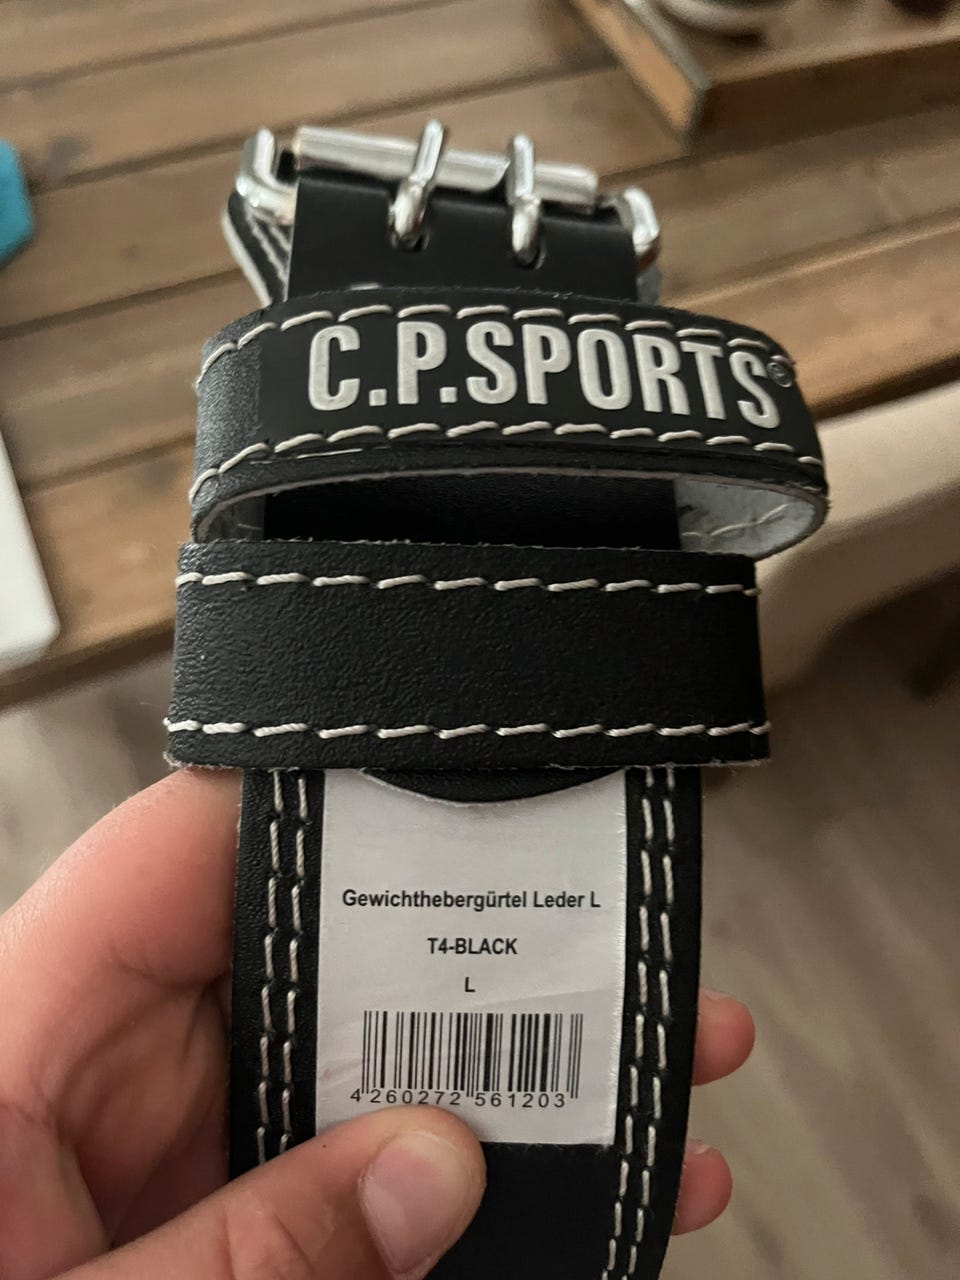 C.P.SPORTS®
Gewichthebergürtel Leder L
T4-BLACK
L
4 260272 561203